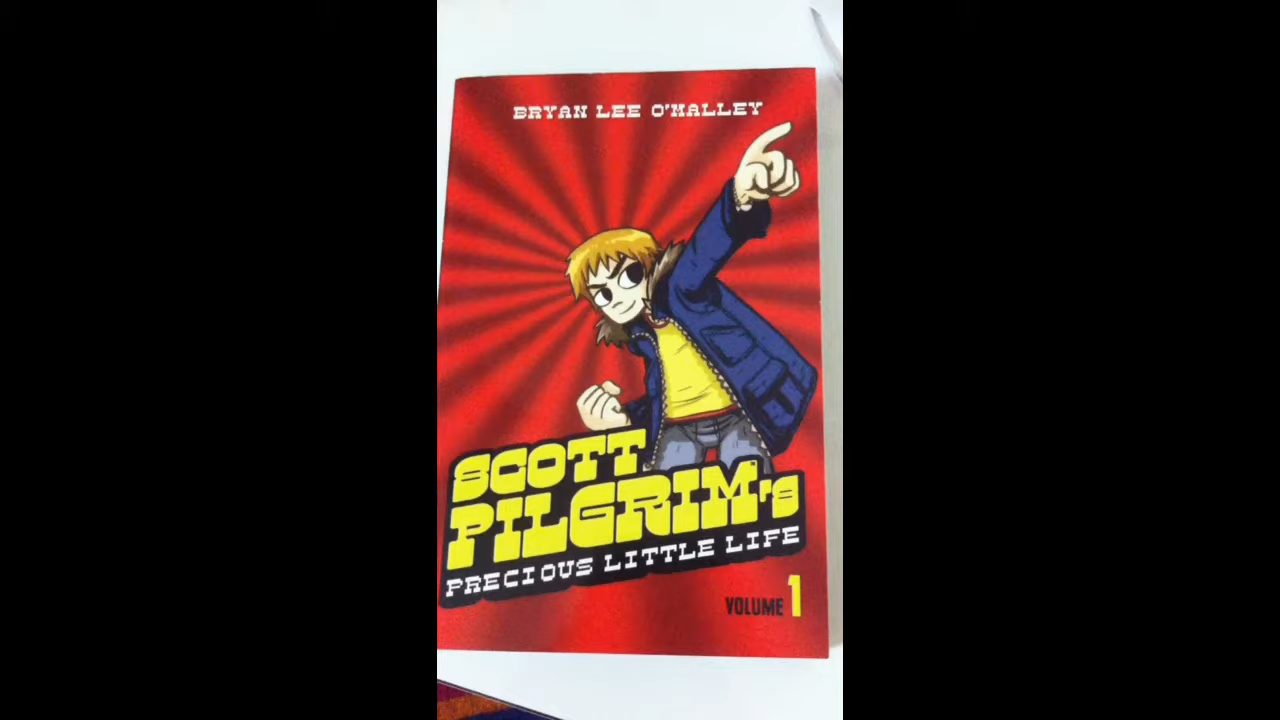 BRYAN LEE O'MALLEY
SCOTT
PILGRIM's
PRECIOUS LITTLE LIFE
VOLUME 1